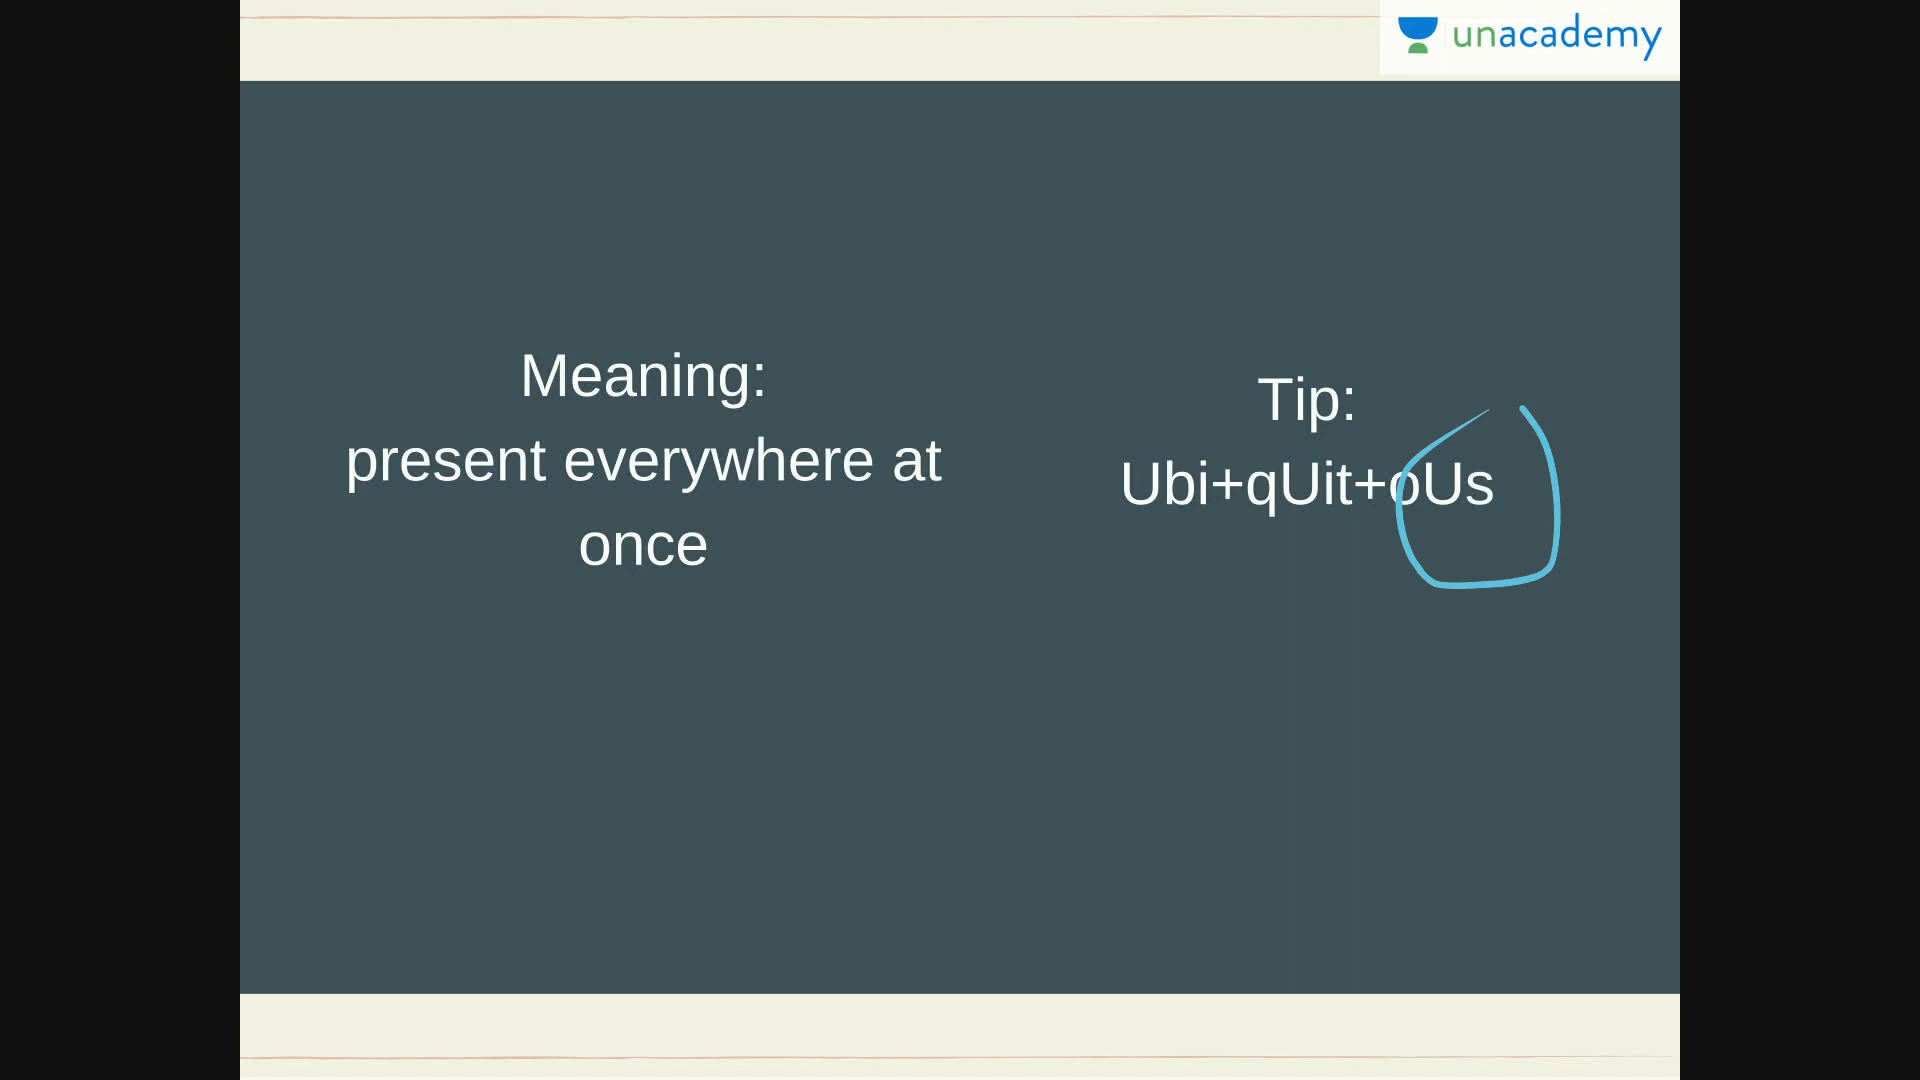 unacademy
Meaning:
present everywhere at
once
Tip:
Ubi+qUit+oUs